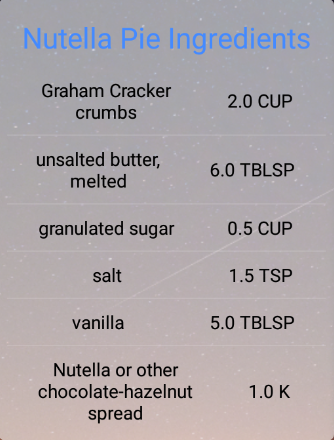 Nutella Pie Ingredients
Graham Cracker
crumbs
2.0 CUP
unsalted butter,
melted
6.0 TBLSP
granulated sugar
0.5 CUP
salt
1.5 TSP
vanilla
5.0 TBLSP
Nutella or other
chocolate-hazelnut
spread
1.0 K